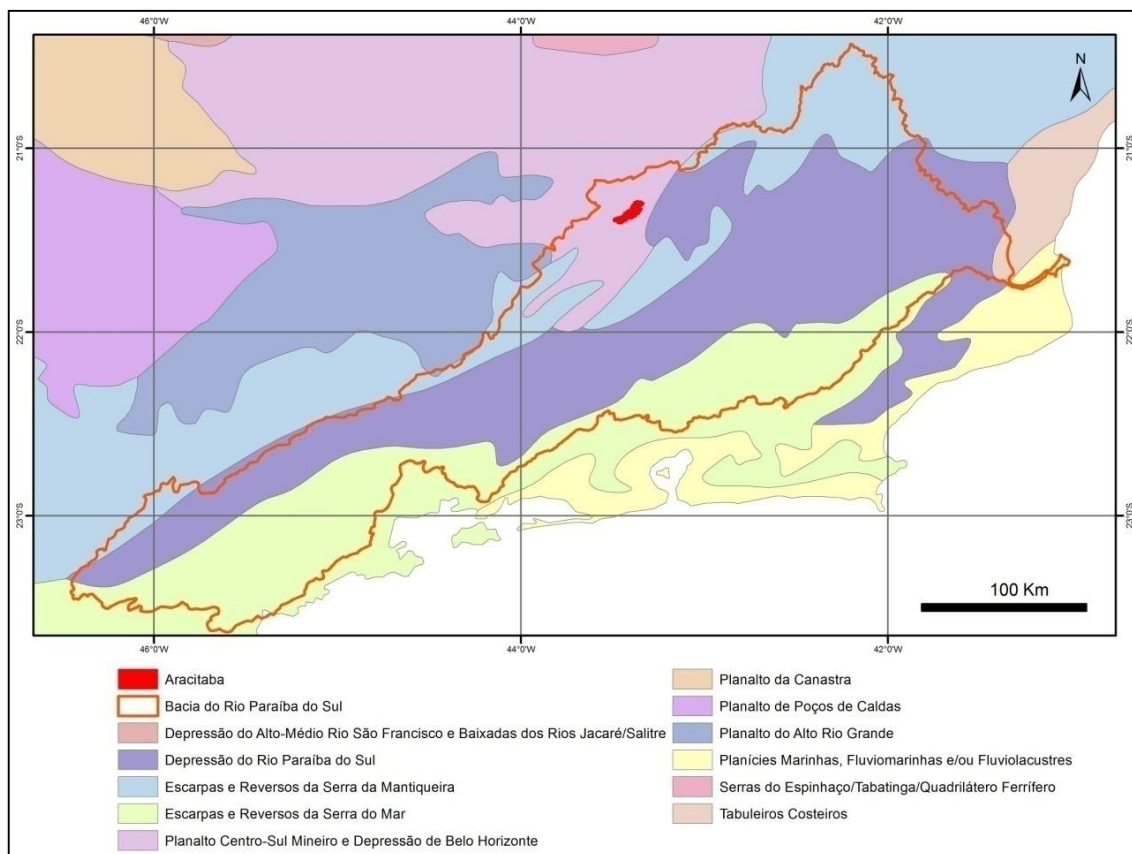 46°0'W 44°0'W 42°0'W
N
21°0'S 21°0'S
22°0'S 22°0'S
23°0'S 23°0'S
100 Km
46°0'W 44°0'W 42°0'W
Aracitaba
Bacia do Rio Paraíba do Sul
Depressão do Alto-Médio Rio São Francisco e Baixadas dos Rios Jacaré/Salitre
Depressão do Rio Paraíba do Sul
Escarpas e Reversos da Serra da Mantiqueira
Escarpas e Reversos da Serra do Mar
Planalto Centro-Sul Mineiro e Depressão de Belo Horizonte
Planalto da Canastra
Planalto de Poços de Caldas
Planalto do Alto Rio Grande
Planícies Marinhas, Fluviomarinhas e/ou Fluviolacustres
Serras do Espinhaço/Tabatinga/Quadrilátero Ferrífero
Tabuleiros Costeiros